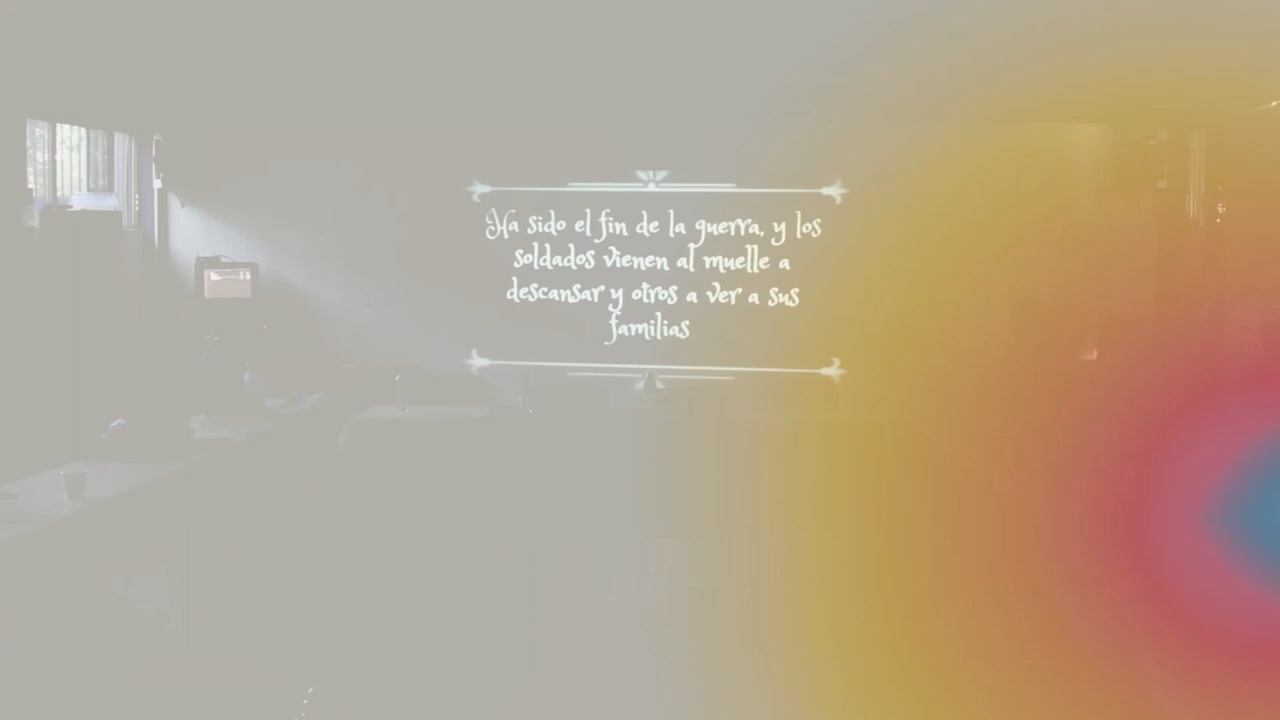 Ha sido el fin de la guerra, y los
soldados vienen al muelle a
descansar y otros a ver a sus
familias